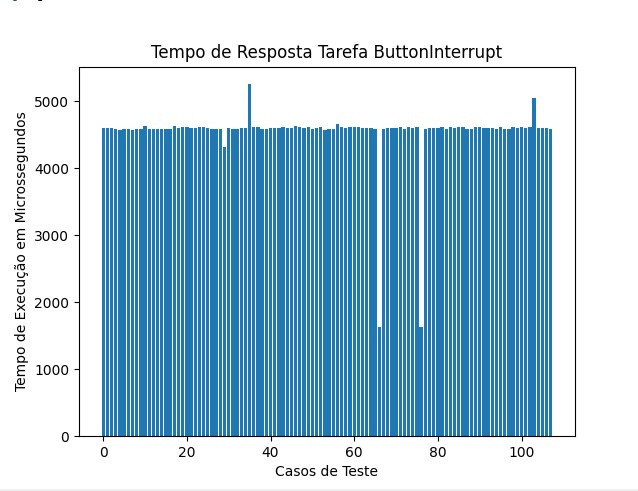 Tempo de Resposta Tarefa ButtonInterrupt
Tempo de Execução em Microssegundos
5000
4000
3000
2000
1000
0
0 20 40 60 80 100
Casos de Teste